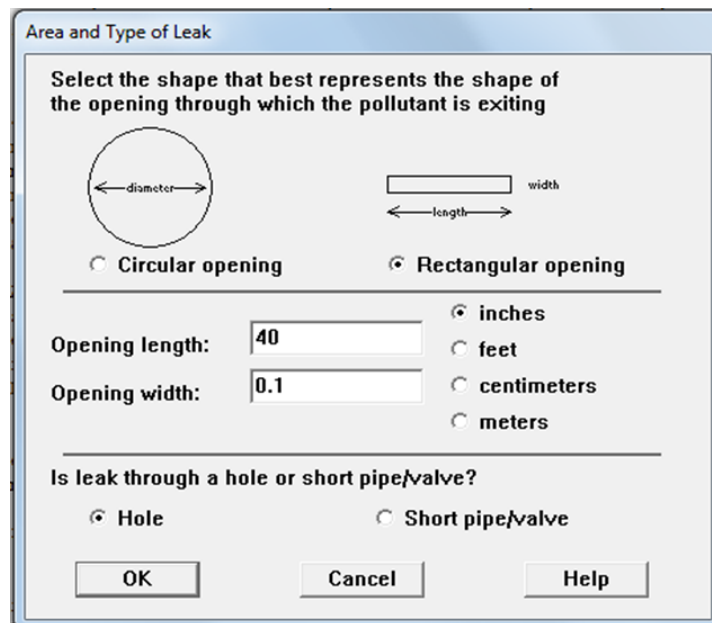 Area and Type of Leak
Select the shape that best represents the shape of
the opening through which the pollutant is exiting
diameter
width
length
Circular opening
Rectangular opening
Opening length:
40
Opening width:
0.1
inches
feet
centimeters
meters
Is leak through a hole or short pipe/valve?
Hole
Short pipe/valve
OK
Cancel
Help